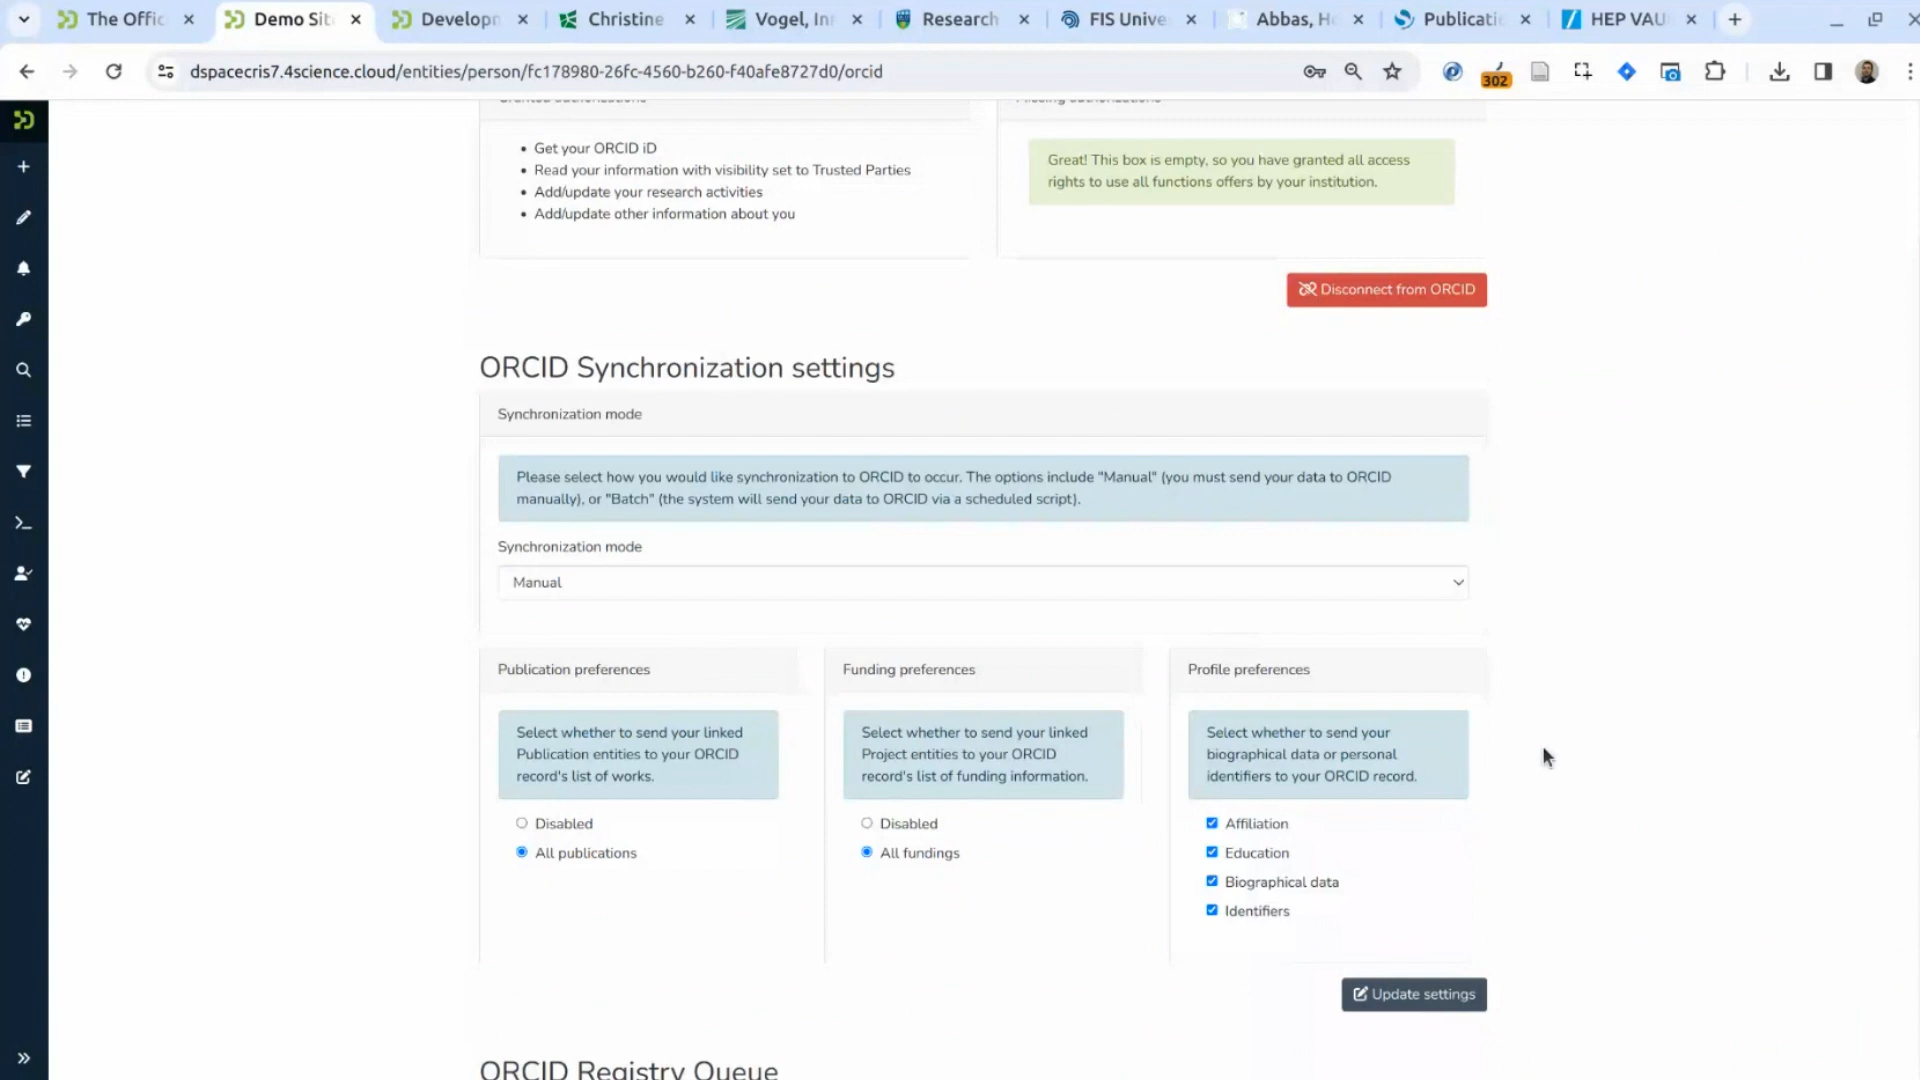 The Offic
Demo Sit
Developm
Christine
Vogel, In
Research
FIS Unive
Abbas, H
Publicati
HEP VAU
dspacecris7.4science.cloud/entities/person/fc178980-26fc-4560-b260-f40afe8727d0/orcid
302
Granted authorizations
Missing authorizations
• Get your ORCID iD
• Read your information with visibility set to Trusted Parties
• Add/update your research activities
• Add/update other information about you
Great! This box is empty, so you have granted all access
rights to use all functions offers by your institution.
Disconnect from ORCID
ORCID Synchronization settings
Synchronization mode
Please select how you would like synchronization to ORCID to occur. The options include "Manual" (you must send your data to ORCID
manually), or "Batch" (the system will send your data to ORCID via a scheduled script).
Synchronization mode
Manual
Publication preferences
Select whether to send your linked
Publication entities to your ORCID
record's list of works.
Disabled
All publications
Funding preferences
Select whether to send your linked
Project entities to your ORCID
record's list of funding information.
Disabled
All fundings
Profile preferences
Select whether to send your
biographical data or personal
identifiers to your ORCID record.
Affiliation
Education
Biographical data
Identifiers
Update settings
ORCID Registry Queue